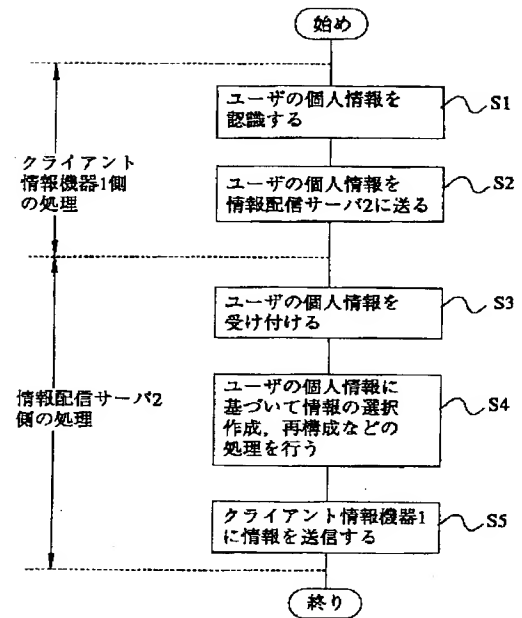 始め
ユーザの個人情報を
認識する
S1
クライアント
情報機器1側
の処理
ユーザの個人情報を
情報配信サーバ2に送る
S2
ユーザの個人情報を
受け付ける
S3
情報配信サーバ2
側の処理
ユーザの個人情報に
基づいて情報の選択
作成，再構成などの
処理を行う
S4
クライアント情報機器1
に情報を送信する
S5
終り